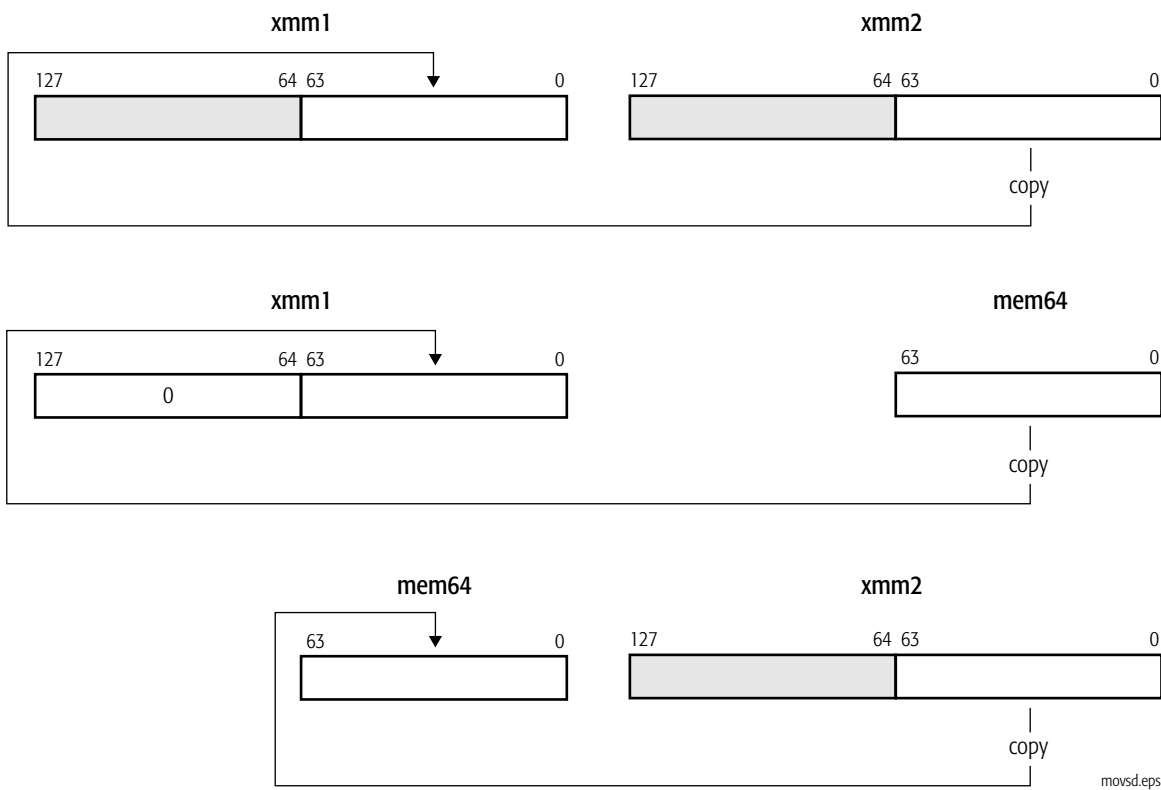 xmm1 xmm2
127 64 63 0 127 64 63 0
copy
xmm1 mem64
127 64 63 0 63 0
0
copy
mem64 xmm2
63 0 127 64 63 0
copy
movsd.eps